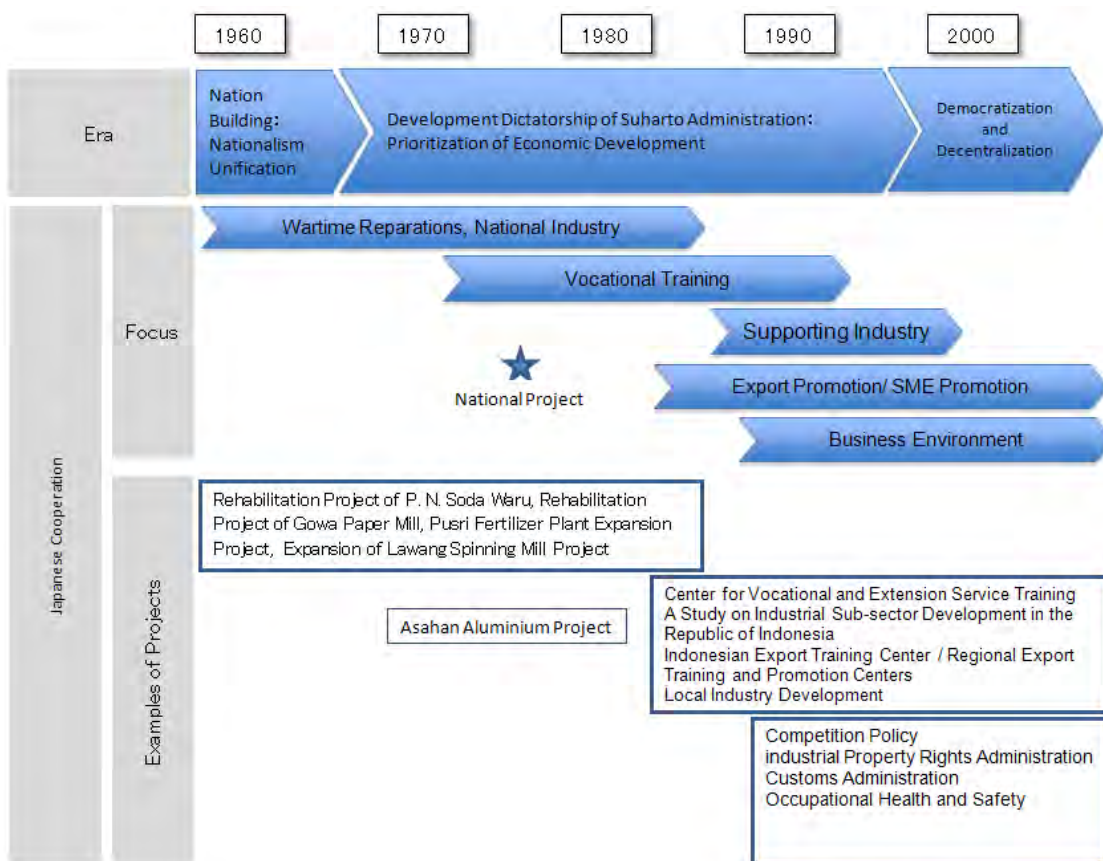 1960
1970
1980
1990
2000
Era
Nation
Building:
Nationalism
Unification
Development Dictatorship of Suharto Administration:
Prioritization of Economic Development
Democratization
and
Decentralization
Japanese Cooperation
Focus
Wartime Reparations, National Industry
Vocational Training
Supporting Industry
National Project
Export Promotion/ SME Promotion
Business Environment
Examples of Projects
Rehabilitation Project of P. N. Soda Waru, Rehabilitation
Project of Gowa Paper Mill, Pusri Fertilizer Plant Expansion
Project, Expansion of Lawang Spinning Mill Project
Asahan Aluminium Project
Center for Vocational and Extension Service Training
A Study on Industrial Sub-sector Development in the
Republic of Indonesia
Indonesian Export Training Center / Regional Export
Training and Promotion Centers
Local Industry Development
Competition Policy
industrial Property Rights Administration
Customs Administration
Occupational Health and Safety